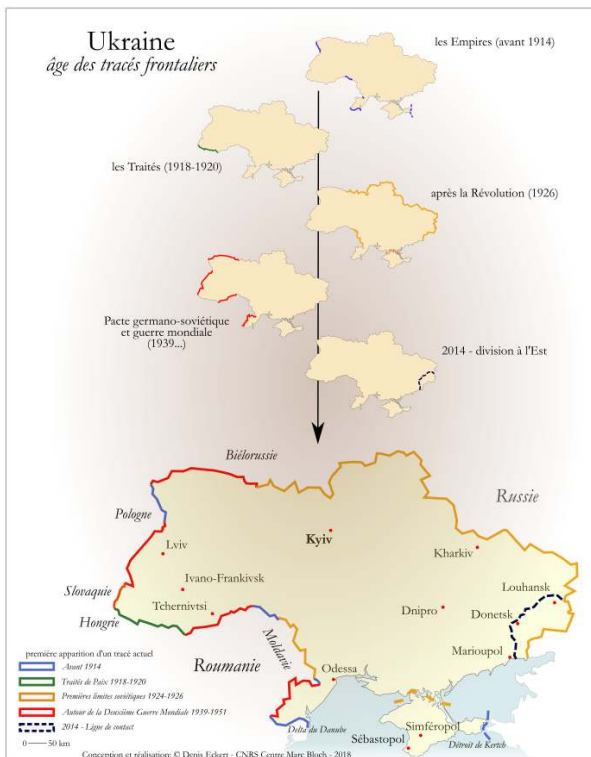 Ukraine
âge des tracés frontaliers
les Empires (avant 1914)
les Traités (1918-1920)
après la Révolution (1926)
Pacte germano-soviétique
et guerre mondiale
(1939...)
2014 - division à l'Est
Biélorussie
Russie
Pologne
Lviv
Kyiv
Kharkiv
Ivano-Frankivsk
Slovaquie
Tchernivtsi
Hongrie
Louhansk
Dnipro
Donetsk
Marioupol
Moldavie
Roumanie
Odessa
première apparition d'un tracé actuel
Avant 1914
Traités de Paix 1918-1920
Premières limites soviétiques 1924-1926
Autour de la Deuxième Guerre Mondiale 1939-1951
2014 - Ligne de contact
0 50 km
Delta du Danube
Simféropol
Sébastopol
Détroit de Kertch
Conception et réalisation: © Denis Eckert - CNRS Centre Marc Bloch - 2018